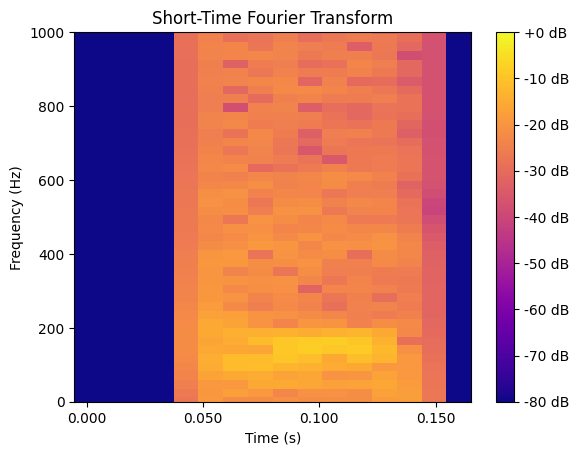 Short-Time Fourier Transform
1000
800
600
400
200
0
Frequency (Hz)
0.000
0.050
0.100
0.150
Time (s)
+0 dB
-10 dB
-20 dB
-30 dB
-40 dB
-50 dB
-60 dB
-70 dB
-80 dB